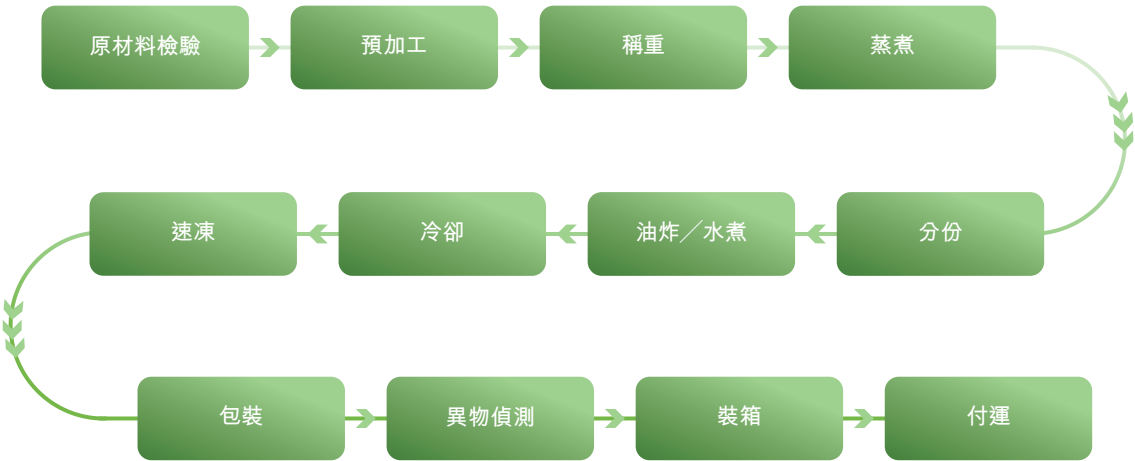 原材料檢驗
預加工
稱重
蒸煮
分份
油炸／水煮
冷卻
速凍
包裝
異物偵測
裝箱
付運